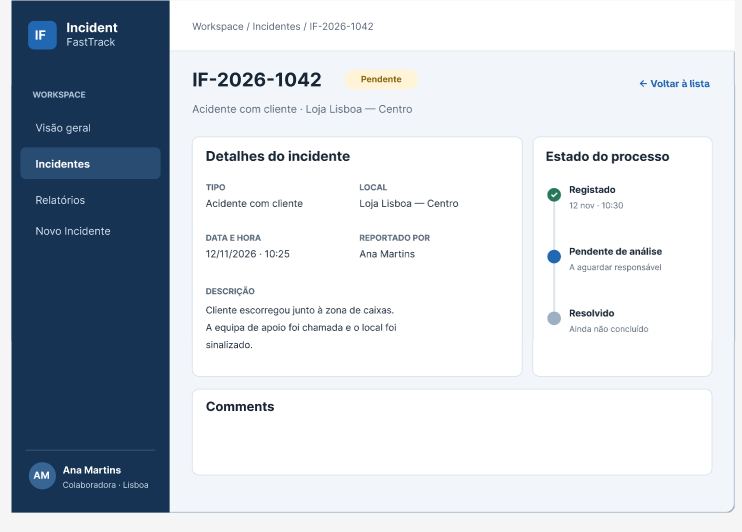 IF
Incident
FastTrack
WORKSPACE
Visão geral
Incidentes
Relatórios
Novo Incidente
AM
Ana Martins
Colaboradora · Lisboa
Workspace / Incidentes / IF-2026-1042
IF-2026-1042
Pendente
← Voltar à lista
Acidente com cliente · Loja Lisboa — Centro
Detalhes do incidente
TIPO
LOCAL
Acidente com cliente
Loja Lisboa — Centro
DATA E HORA
REPORTADO POR
12/11/2026 · 10:25
Ana Martins
DESCRIÇÃO
Cliente escorregou junto à zona de caixas.
A equipa de apoio foi chamada e o local foi
sinalizado.
Estado do processo
Registado
12 nov · 10:30
Pendente de análise
A aguardar responsável
Resolvido
Ainda não concluído
Comments